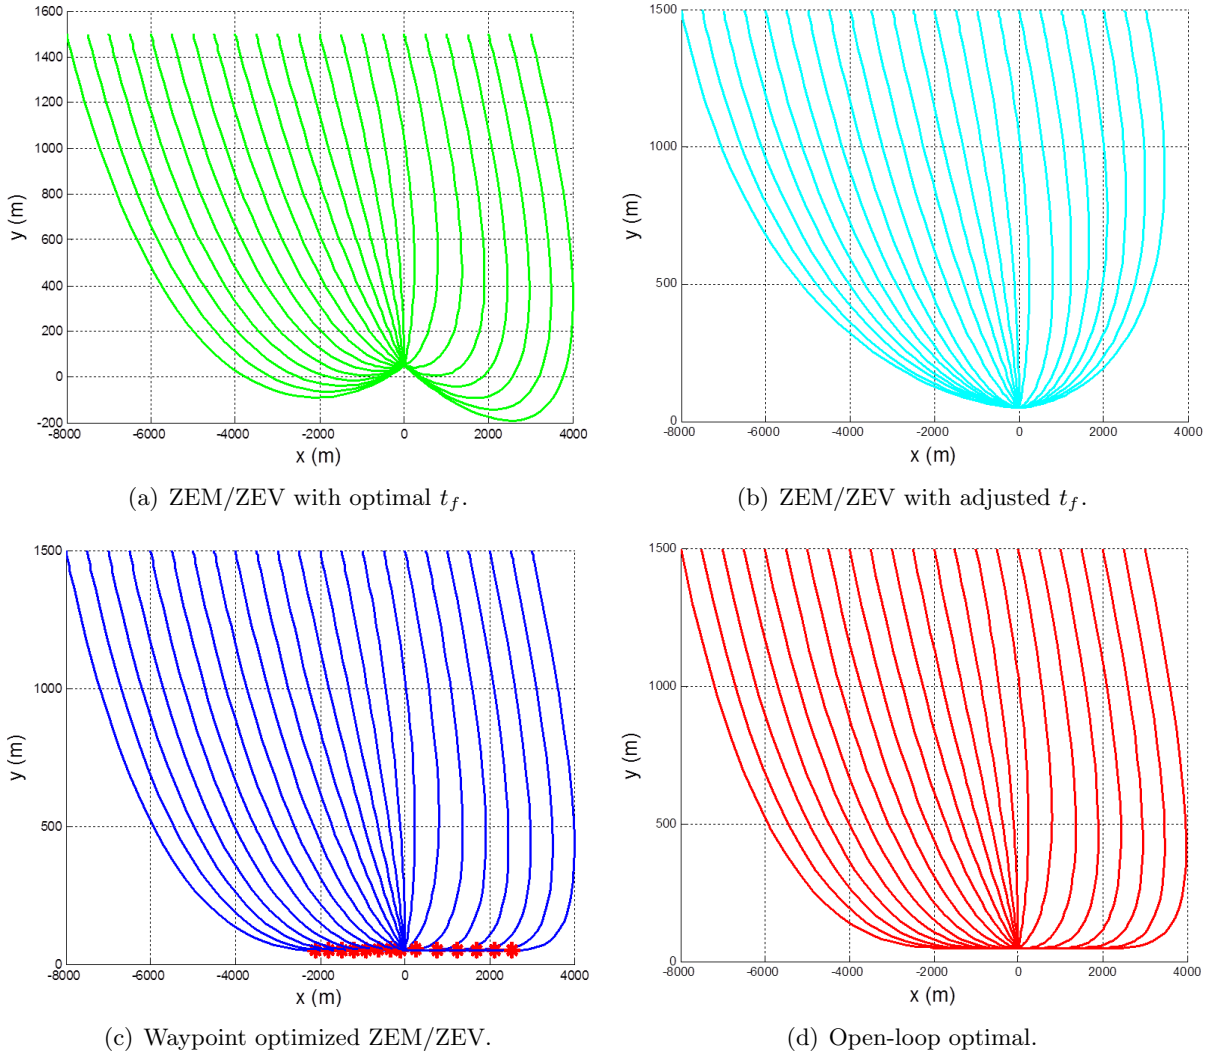 1600
1400
1200
1000
800
600
400
200
0
-200
y (m)
-8000 -6000 -4000 -2000 0 2000 4000
x (m)
(a) ZEM/ZEV with optimal t_f.
1500
1000
500
0
y (m)
-8000 -6000 -4000 -2000 0 2000 4000
x (m)
(b) ZEM/ZEV with adjusted t_f.
1500
1000
500
0
y (m)
-8000 -6000 -4000 -2000 0 2000 4000
x (m)
(c) Waypoint optimized ZEM/ZEV.
1500
1000
500
0
y (m)
-8000 -6000 -4000 -2000 0 2000 4000
x (m)
(d) Open-loop optimal.